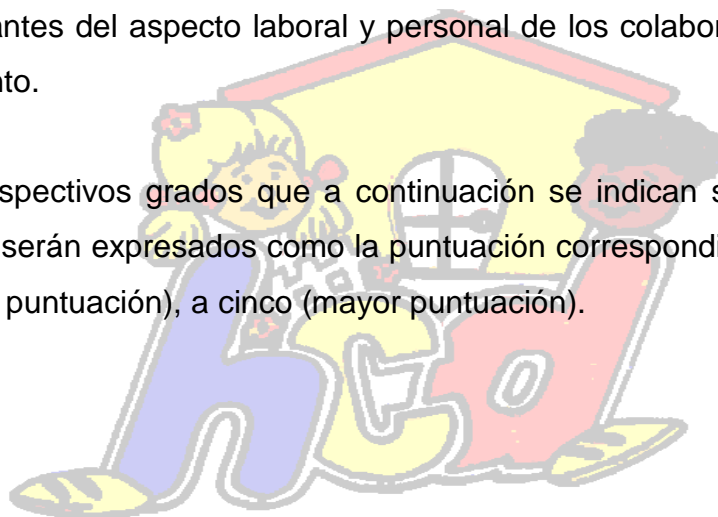 antes del aspecto laboral y personal de los colabor
nto.
spectivos grados que a continuación se indican s
serán expresados como la puntuación correspondi
puntuación), a cinco (mayor puntuación).
hcd